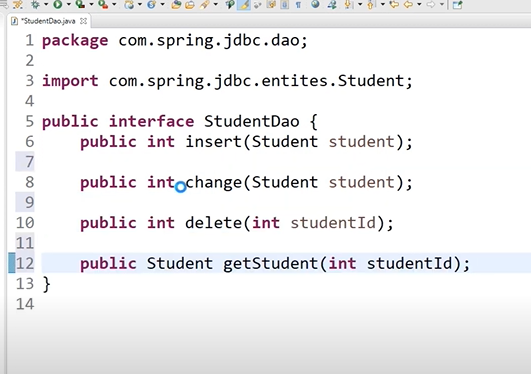 *StudentDao.java
1 package com.spring.jdbc.dao;
2
3 import com.spring.jdbc.entites.Student;
4
5 public interface StudentDao {
6 public int insert(Student student);
7
8 public int change(Student student);
9
10 public int delete(int studentId);
11
12 public Student getStudent(int studentId);
13 }
14